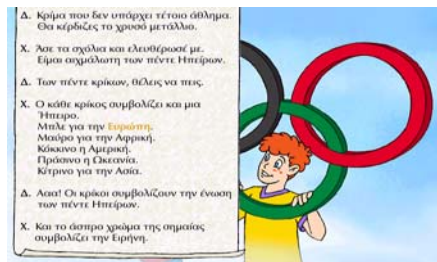 Δ. Κρίμα που δεν υπάρχει τέτοιο άθλημα.
Θα κέρδιζες το χρυσό μετάλλιο.
Χ. Άσε τα σχόλια και ελευθέρωσέ με.
Είμαι αιχμάλωτη των πέντε Ηπείρων.
Δ. Των πέντε κρίκων, θέλεις να πεις.
Χ. Ο κάθε κρίκος συμβολίζει και μια
Ήπειρο.
Μπλε για την Ευρώπη.
Μαύρο για την Αφρική.
Κόκκινο η Αμερική.
Πράσινο η Ωκεανία.
Κίτρινο για την Ασία.
Δ. Ααα! Οι κρίκοι συμβολίζουν την ένωση
των πέντε Ηπείρων.
Χ. Και το άσπρο χρώμα της σημαίας
συμβολίζει την Ειρήνη.